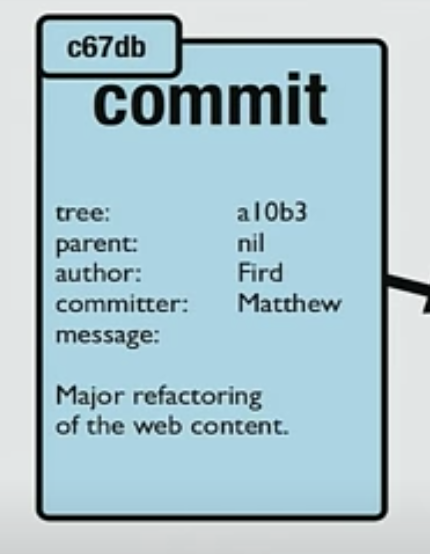 c67db
commit
tree: a10b3
parent: nil
author: Fird
committer: Matthew
message:
Major refactoring
of the web content.